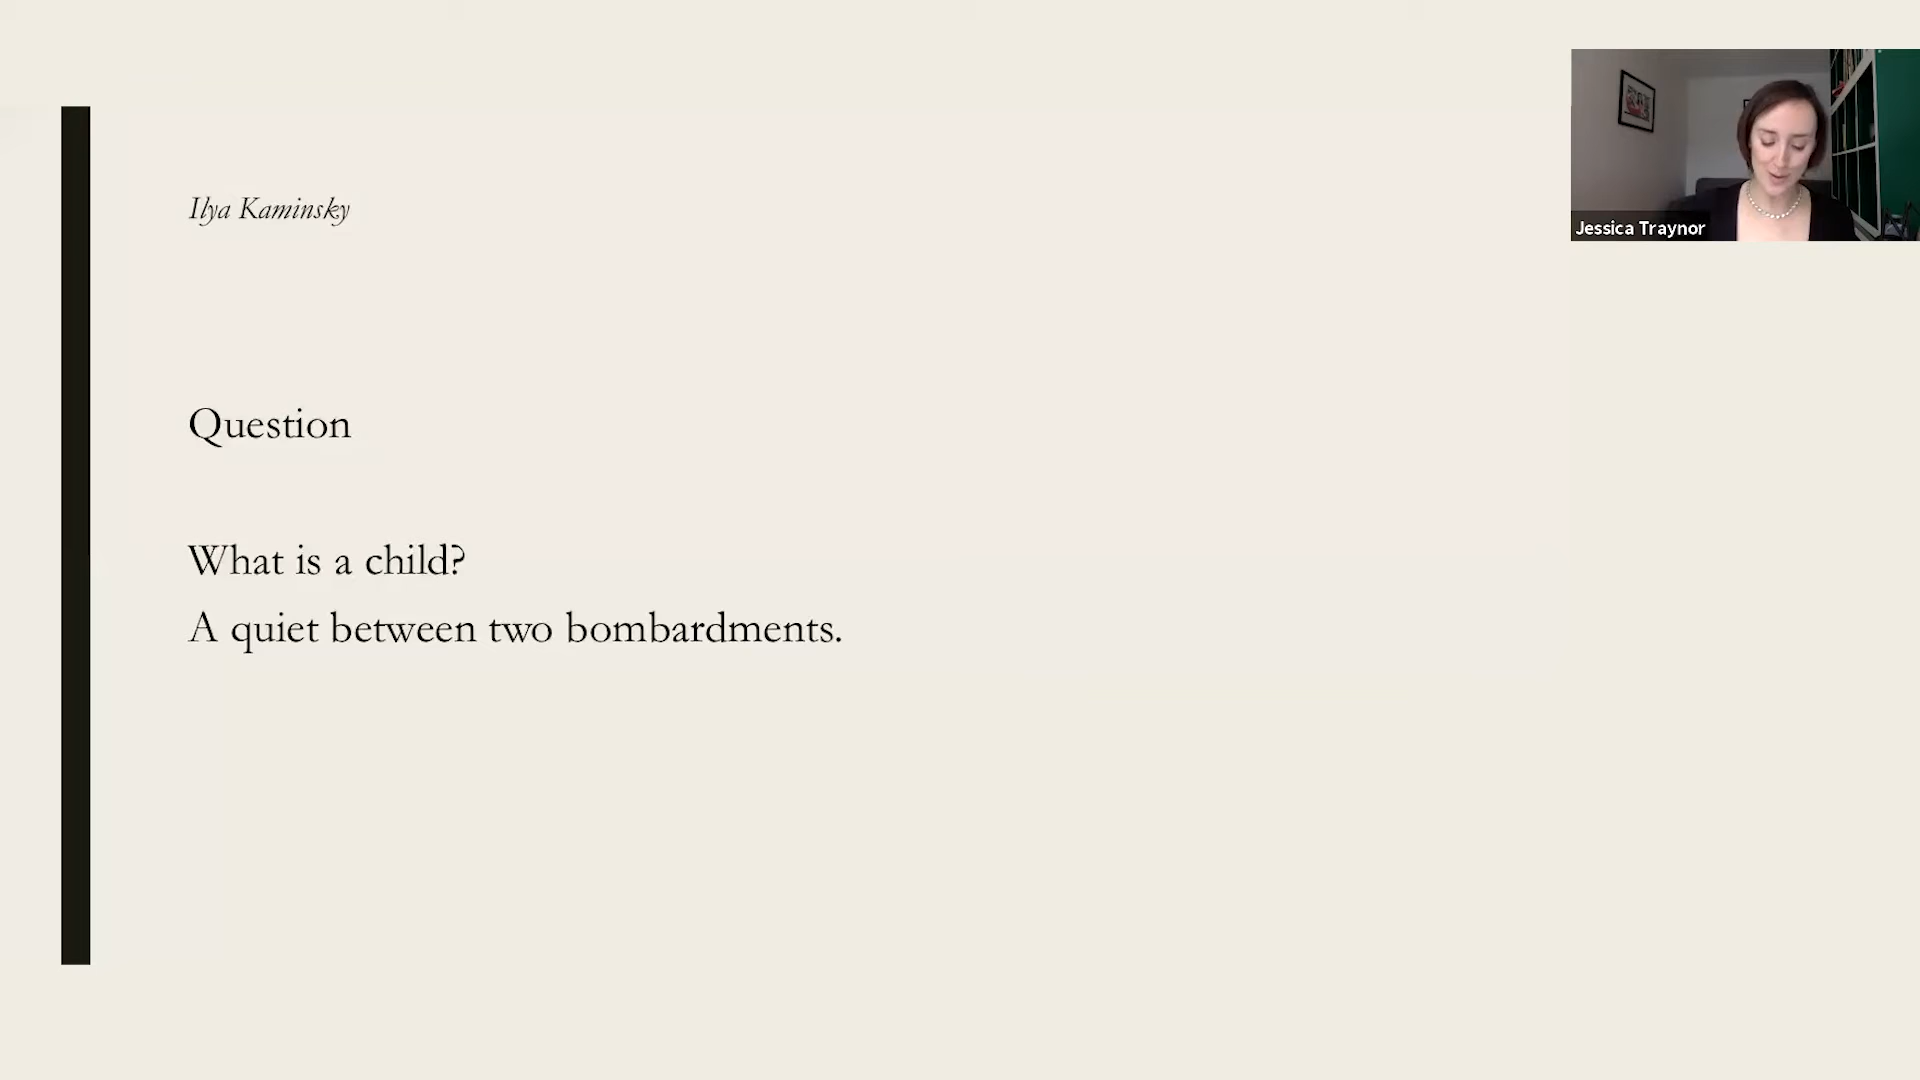 Ilya Kaminsky
Jessica Traynor
Question
What is a child?
A quiet between two bombardments.